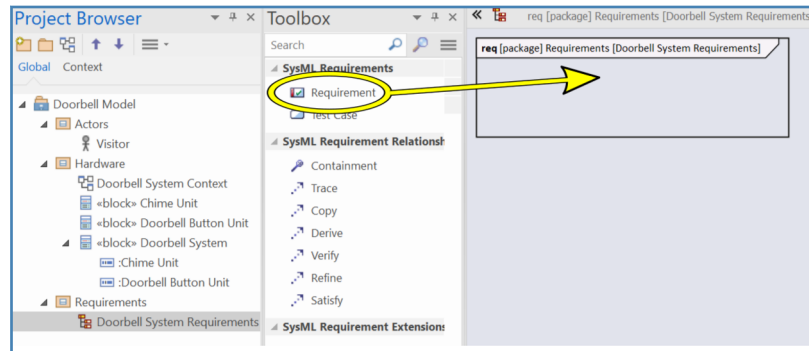 Project Browser
Global Context
Doorbell Model
Actors
Visitor
Hardware
Doorbell System Context
«block» Chime Unit
«block» Doorbell Button Unit
«block» Doorbell System
:Chime Unit
:Doorbell Button Unit
Requirements
Doorbell System Requirements
Toolbox
Search
SysML Requirements
Requirement
Test Case
SysML Requirement Relationsh
Containment
Trace
Copy
Derive
Verify
Refine
Satisfy
SysML Requirement Extensions
req [package] Requirements [Doorbell System Requirements
req [package] Requirements [Doorbell System Requirements]